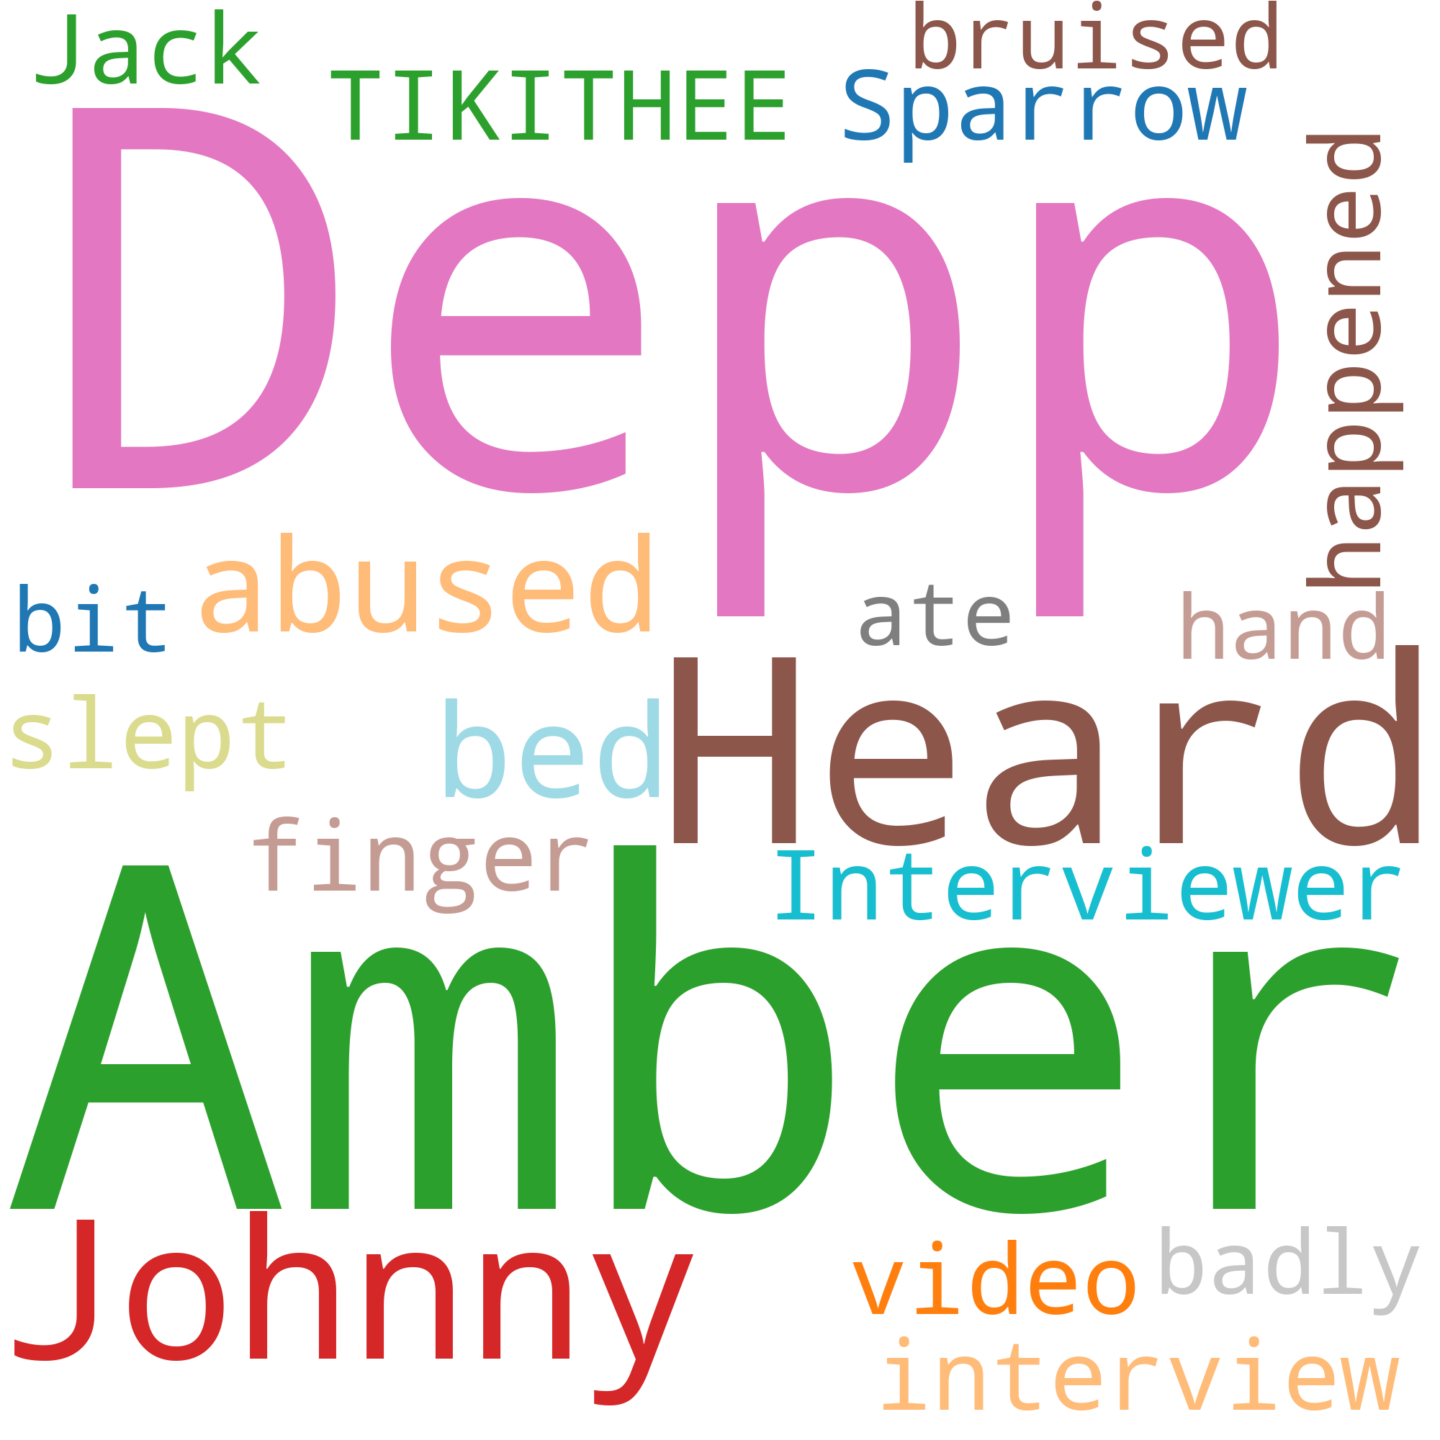 Jack
TIKITHEE
bruised
Sparrow
Depp
happened
bit
abused
ate
hand
slept
bed
Heard
finger
Interviewer
Amber
Johnny
video
badly
interview